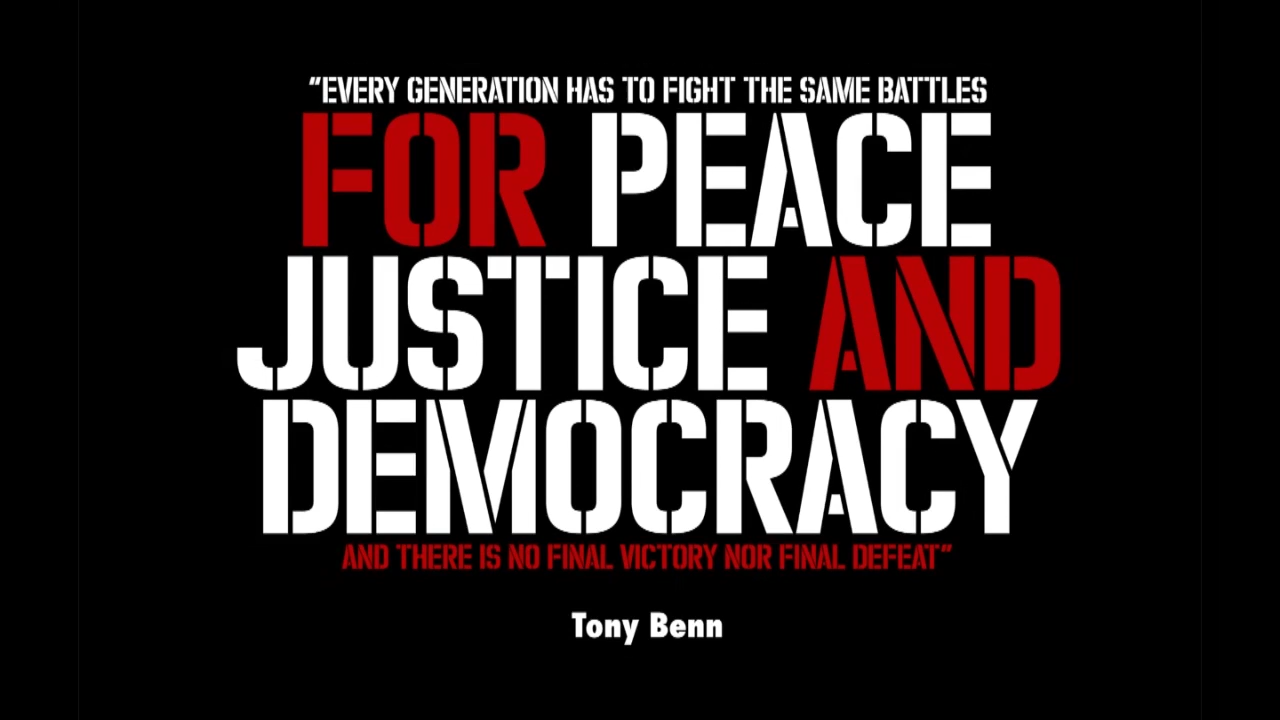 "EVERY GENERATION HAS TO FIGHT THE SAME BATTLES
FOR PEACE
JUSTICE AND
DEMOCRACY
AND THERE IS NO FINAL VICTORY NOR FINAL DEFEAT"
Tony Benn